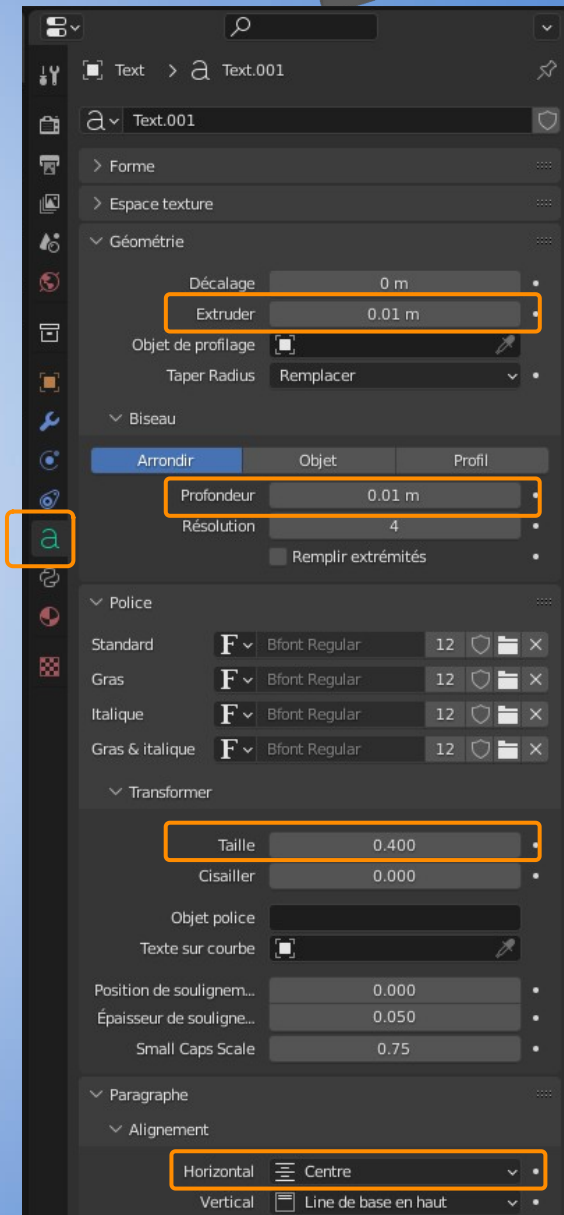 Text > a Text.001
a Text.001
> Forme
> Espace texture
Géométrie
Décalage 0 m
Extruder 0.01 m
Objet de profilage
Taper Radius Remplacer
Biseau
Arrondir Objet Profil
Profondeur 0.01 m
Résolution 4
Remplir extrémités
a
Police
Standard F Bfont Regular 12
Gras F Bfont Regular 12
Italique F Bfont Regular 12
Gras & italique F Bfont Regular 12
Transformer
Taille 0.400
Cisailler 0.000
Objet police
Texte sur courbe
Position de soulignem... 0.000
Épaisseur de souligne... 0.050
Small Caps Scale 0.75
Paragraphe
Alignement
Horizontal Centre
Vertical Line de base en haut